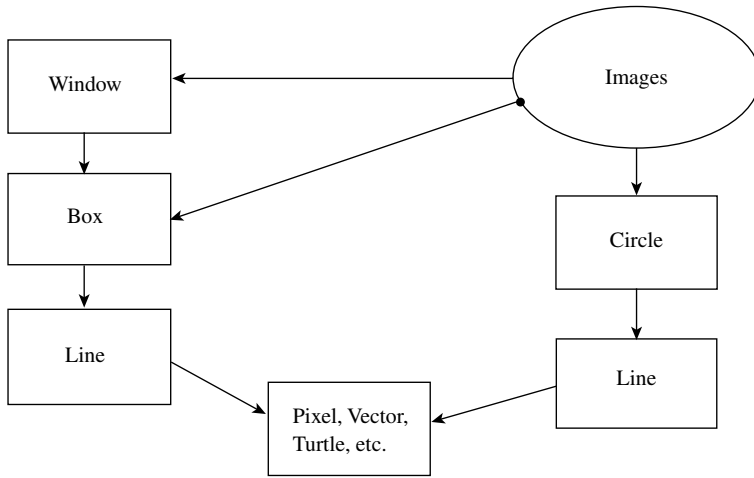 Window
Images
Box
Circle
Line
Line
Pixel, Vector,
Turtle, etc.